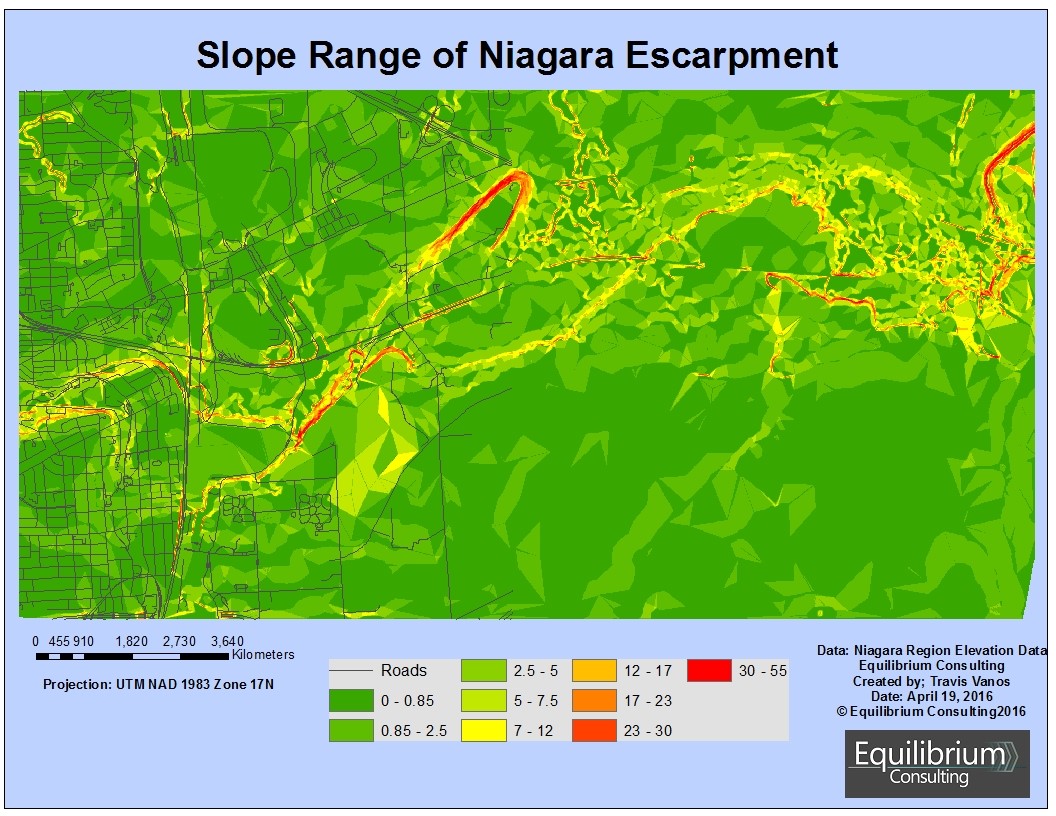 Slope Range of Niagara Escarpment
0 455 910 1,820 2,730 3,640
Kilometers
Projection: UTM NAD 1983 Zone 17N
Roads
0 - 0.85
0.85 - 2.5
2.5 - 5
5 - 7.5
7 - 12
12 - 17
17 - 23
23 - 30
30 - 55
Data: Niagara Region Elevation Data
Equilibrium Consulting
Created by; Travis Vanos
Date: April 19, 2016
© Equilibrium Consulting2016
Equilibrium
Consulting